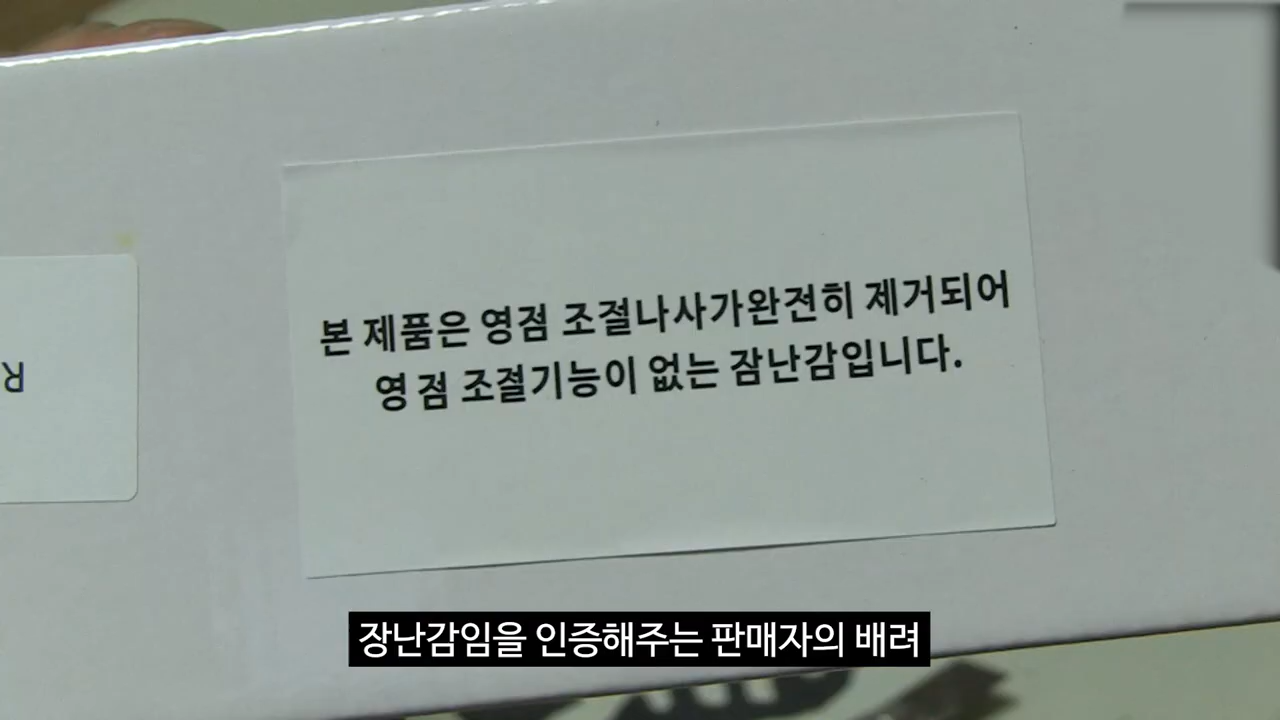 본 제품은 영점 조절나사가완전히 제거되어
영 점 조졀기능이 없는 잠난감입니다.
R
장난감임을 인증해주는 판매자의 배려